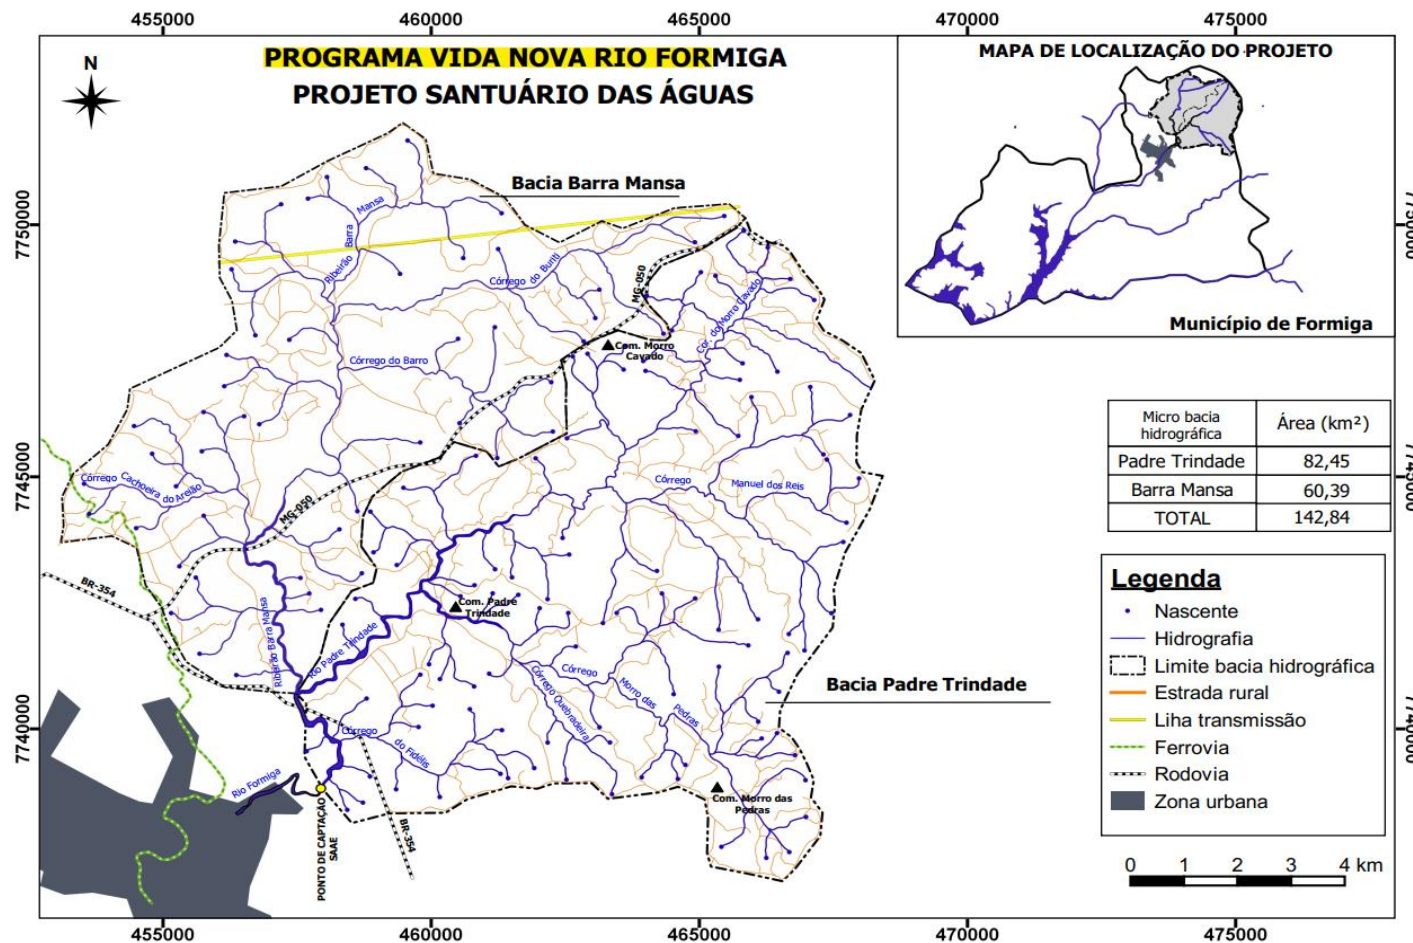 455000
460000
465000
470000
475000
PROGRAMA VIDA NOVA RIO FORMIGA
PROJETO SANTUÁRIO DAS ÁGUAS
N
MAPA DE LOCALIZAÇÃO DO PROJETO
Município de Formiga
7750000
7745000
7740000
7750000
7745000
7740000
Bacia Barra Mansa
Mansa
Barra
Ribeirão
Córrego do Buriti
MG-050
Cor. do Morro Cavado
Com. Morro
Cavado
Córrego do Barro
Córrego Cachoeira do Areião
MG-050
Córrego Manuel dos Reis
BR-354
Com. Padre
Trindade
Ribeirão Barra Mansa
Rio Padre Trindade
Córrego Quebradeira
Córrego Morro das Pedras
Bacia Padre Trindade
Córrego do Fidélis
Rio Formiga
Com. Morro das
Pedras
PONTO DE CAPTAÇÃO
SAAE
BR-354
Micro bacia
hidrográfica
Área (km²)
Padre Trindade 82,45
Barra Mansa 60,39
TOTAL 142,84
Legenda
Nascente
Hidrografia
Limite bacia hidrográfica
Estrada rural
Liha transmissão
Ferrovia
Rodovia
Zona urbana
0 1 2 3 4 km
455000
460000
465000
470000
475000